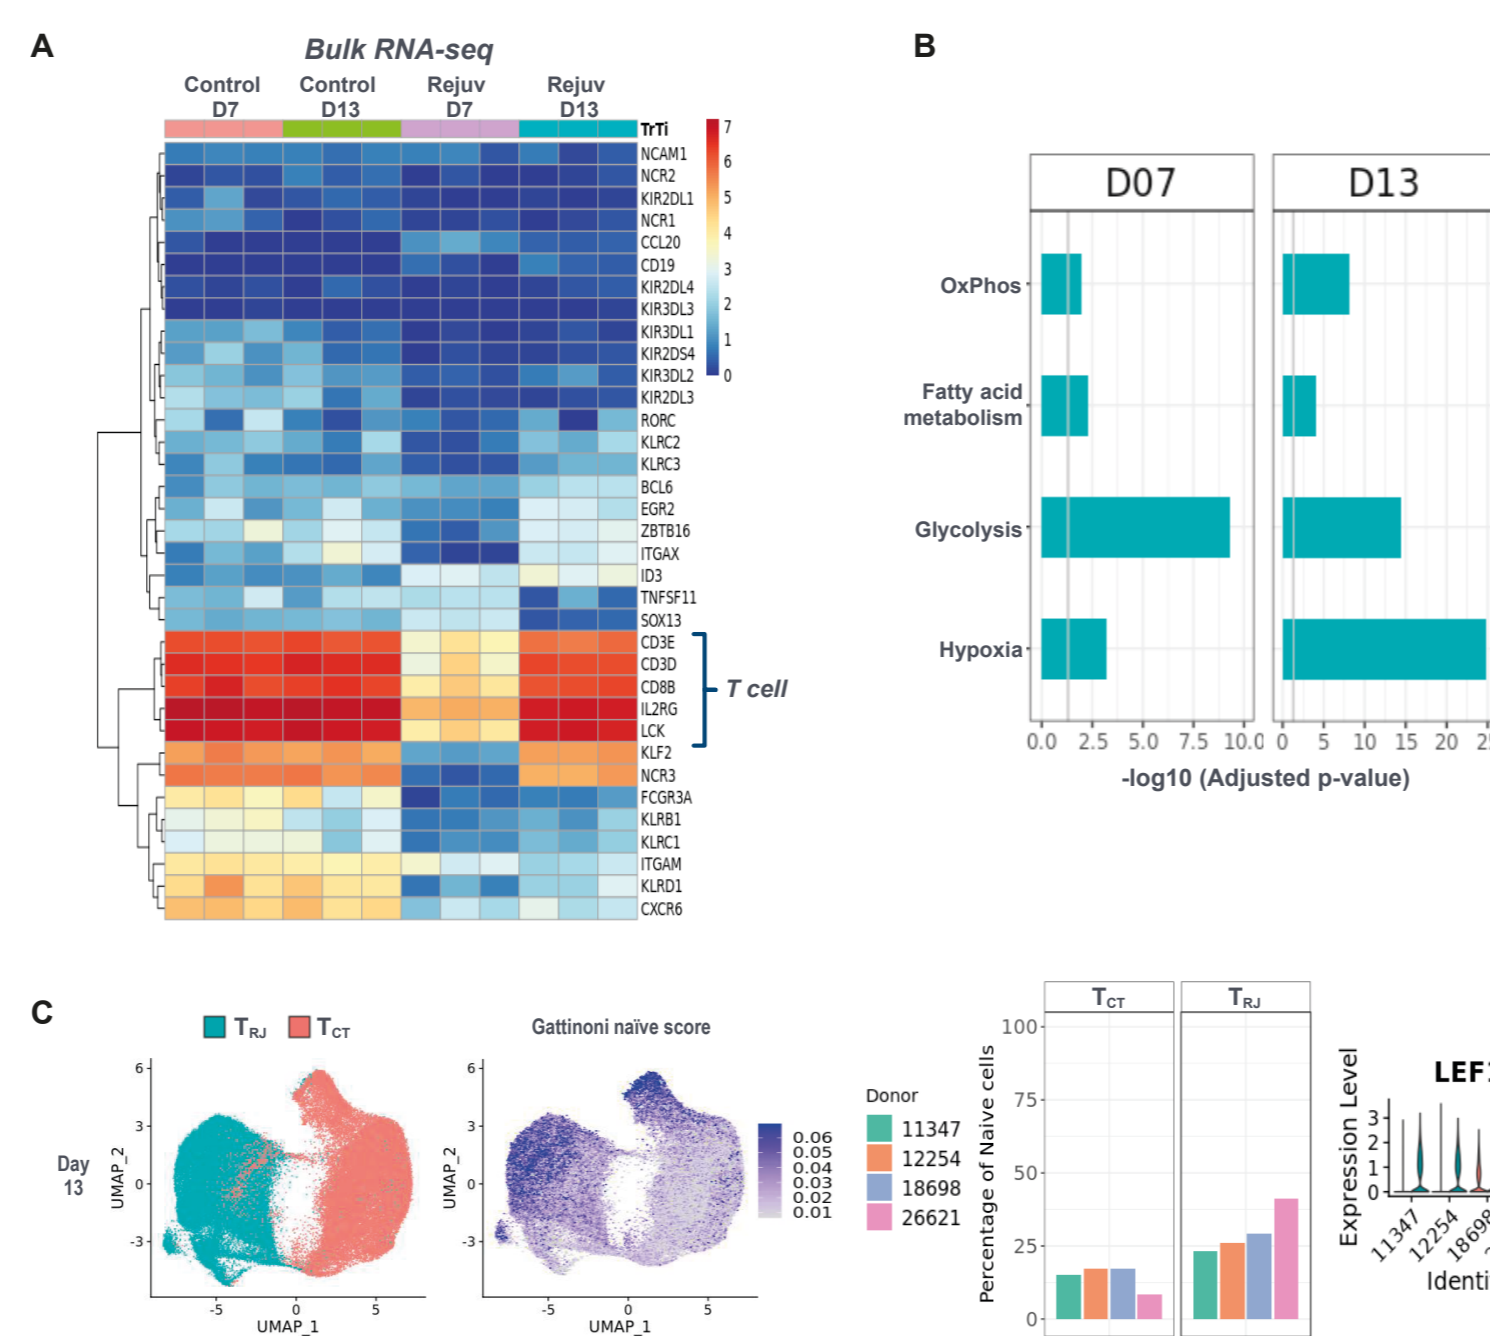 A
Bulk RNA-seq
Control D7
Control D13
Rejuv D7
Rejuv D13
TrTi
NCAM1
NCR2
KIR2DL1
NCR1
CCL20
CD19
KIR2DL4
KIR3DL3
KIR3DL1
KIR2DS4
KIR3DL2
KIR2DL3
RORC
KLRC2
KLRC3
BCL6
EGR2
ZBTB16
ITGAX
ID3
TNFSF11
SOX13
CD3E
CD3D
CD8B
IL2RG
LCK
KLF2
NCR3
FCGR3A
KLRB1
KLRC1
ITGAM
KLRD1
CXCR6
7
6
5
4
3
2
1
0
T cell
B
D07
D13
OxPhos
Fatty acid
metabolism
Glycolysis
Hypoxia
0.0 2.5 5.0 7.5 10.0
0 5 10 15 20
-log10 (Adjusted p-value)
C
TRJ
TCT
Day
13
UMAP_2
6
3
0
-3
-5 0 5
UMAP_1
Gattinoni naïve score
UMAP_2
6
3
0
-3
-5 0 5
UMAP_1
0.06
0.05
0.04
0.03
0.02
0.01
Donor
11347
12254
18698
26621
TCT
TRJ
Percentage of Naive cells
100
75
50
25
0
Expression Level
3
2
1
0
11347
12254
18698